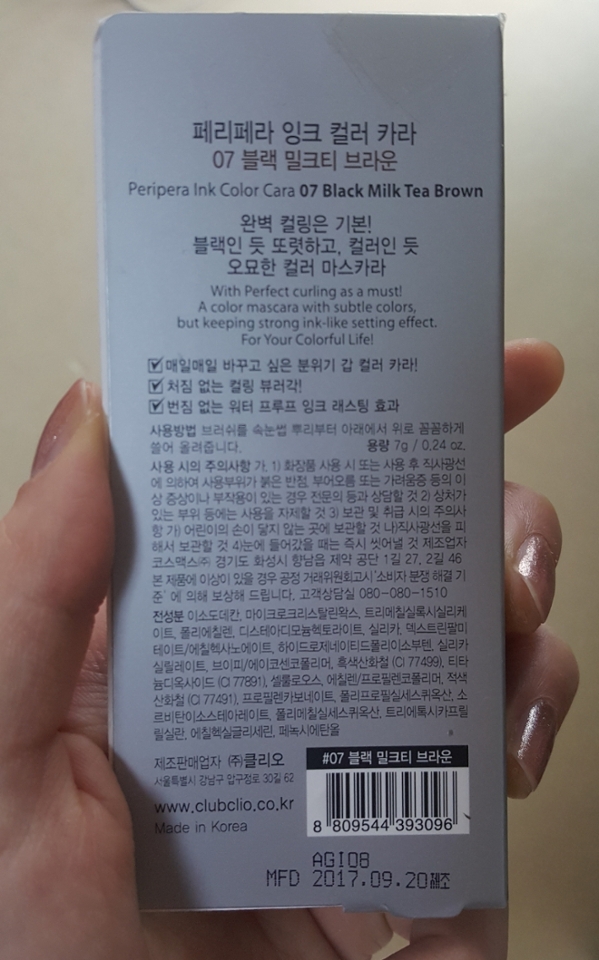 페리페라 잉크 컬러 카라
07 블랙 밀크티 브라운
Peripera Ink Color Cara 07 Black Milk Tea Brown
완벽 컬링은 기본!
블랙인 듯 또렷하고, 컬러인 듯
오묘한 컬러 마스카라
With Perfect curling as a must!
A color mascara with subtle colors,
but keeping strong ink-like setting effect.
For Your Colorful Life!
매일매일 바꾸고 싶은 분위기 갑 컬러 카라!
처짐 없는 컬링 뷰러각!
번짐 없는 워터 프루프 잉크 래스팅 효과
사용방법 브러쉬를 속눈썹 뿌리부터 아래에서 위로 꼼꼼하게
쓸어 올려줍니다. 용량 7g / 0.24 oz.
사용 시의 주의사항 가. 1) 화장품 사용 시 또는 사용 후 직사광선
에 의하여 사용부위가 붉은 반점, 부어오름 또는 가려움증 등의 이
상 증상이나 부작용이 있는 경우 전문의 등과 상담할 것 2) 상처가
있는 부위 등에는 사용을 자제할 것 3) 보관 및 취급 시의 주의사
항 가) 어린이의 손이 닿지 않는 곳에 보관할 것 나)직사광선을 피
해서 보관할 것 4)눈에 들어갔을 때는 즉시 씻어낼 것 제조업자
코스맥스㈜ 경기도 화성시 향남읍 제약 공단 1길 27, 2길 46
본 제품에 이상이 있을 경우 공정 거래위원회고시 '소비자 분쟁 해결 기
준' 에 의해 보상해 드립니다. 고객상담실 080-080-1510
전성분 이소도데칸, 마이크로크리스탈린왁스, 트리메칠실록시실리케
이트, 폴리에칠렌, 디스테아디모늄헥토라이트, 실리카, 덱스트린팔미
테이트/에칠헥사노에이트, 하이드로제네이티드폴리이소부텐, 실리카
실릴레이트, 브이피/에이코센코폴리머, 흑색산화철 (CI 77499), 티타
늄디옥사이드 (CI 77891), 셀룰로오스, 에칠렌/프로필렌코폴리머, 적색
산화철 (CI 77491), 프로필렌카보네이트, 폴리프로필실세스퀴옥산, 소
르비탄이소스테아레이트, 폴리메칠실세스퀴옥산, 트리에톡시카프릴
릴실란, 에칠헥실글리세린, 페녹시에탄올
제조판매업자 (주)클리오
서울특별시 강남구 압구정로 30길 62
www.clubclio.co.kr
Made in Korea
#07 블랙 밀크티 브라운
8 809544 393096
AGI08
MFD 2017.09.20제조